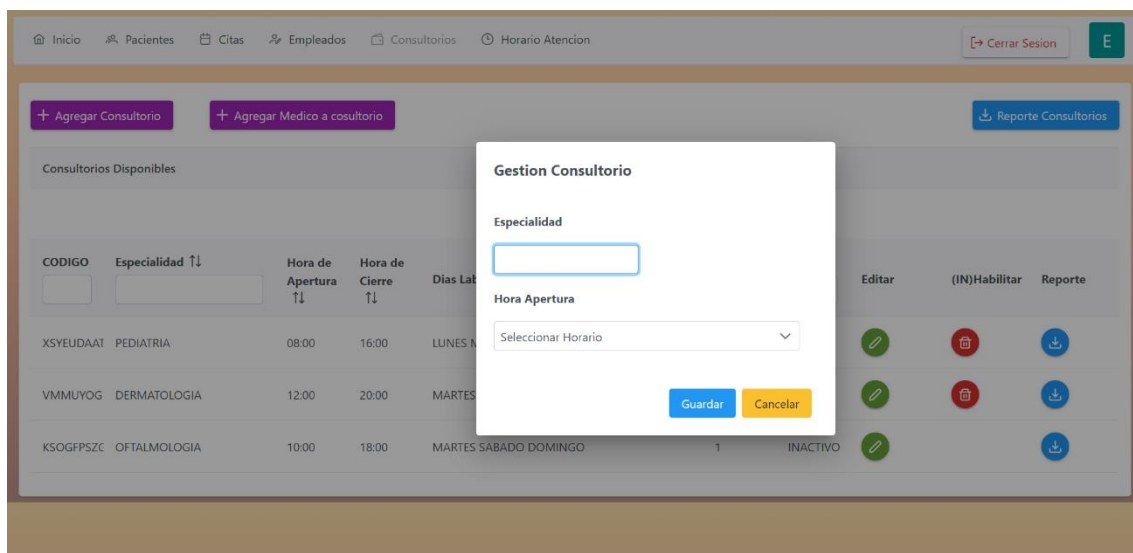 Inicio Pacientes Citas Empleados Consultorios Horario Atencion Cerrar Sesion E
Agregar Consultorio Agregar Medico a cosultorio Reporte Consultorios
Consultorios Disponibles
Gestion Consultorio
Especialidad
Hora Apertura
Seleccionar Horario
Guardar Cancelar
CODIGO Especialidad Hora de Apertura Hora de Cierre Dias Lab Editar (IN)Habilitar Reporte
XSYEUDAAT PEDIATRIA 08:00 16:00 LUNES M
VMMUYOG DERMATOLOGIA 12:00 20:00 MARTES
KSOGFPSZC OFTALMOLOGIA 10:00 18:00 MARTES SABADO DOMINGO 1 INACTIVO